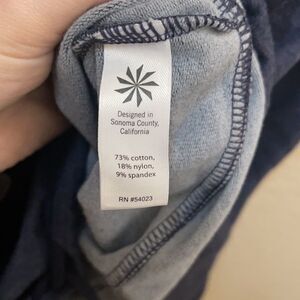 Designed in
Sonoma County,
California
73% cotton,
18% nylon,
9% spandex
RN #54023